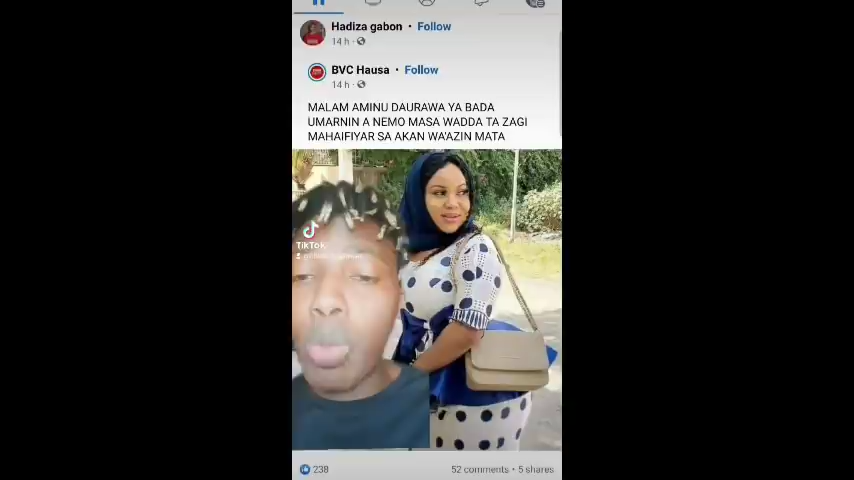 Hadiza gabon • Follow
14 h ·
BVC Hausa • Follow
14 h ·
MALAM AMINU DAURAWA YA BADA
UMARNIN A NEMO MASA WADDA TA ZAGI
MAHAIFIYAR SA AKAN WA'AZIN MATA
TikTok
238
52 comments • 5 shares